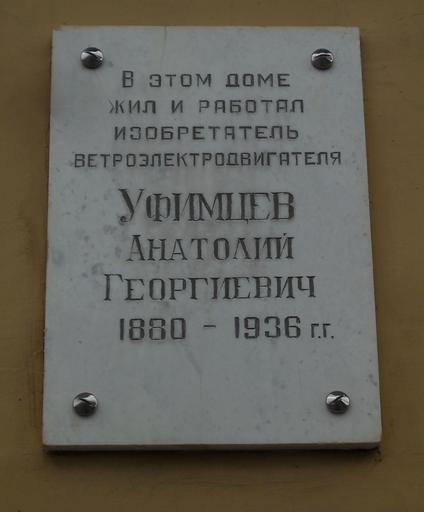 В ЭТОМ ДОМЕ
ЖИЛ И РАБОТАЛ
ИЗОБРЕТАТЕЛЬ
ВЕТРОЭЛЕКТРОДВИГАТЕЛЯ
УФИМЦЕВ
АНАТОЛИЙ
ГЕОРГИЕВИЧ
1880 - 1936 г.г.